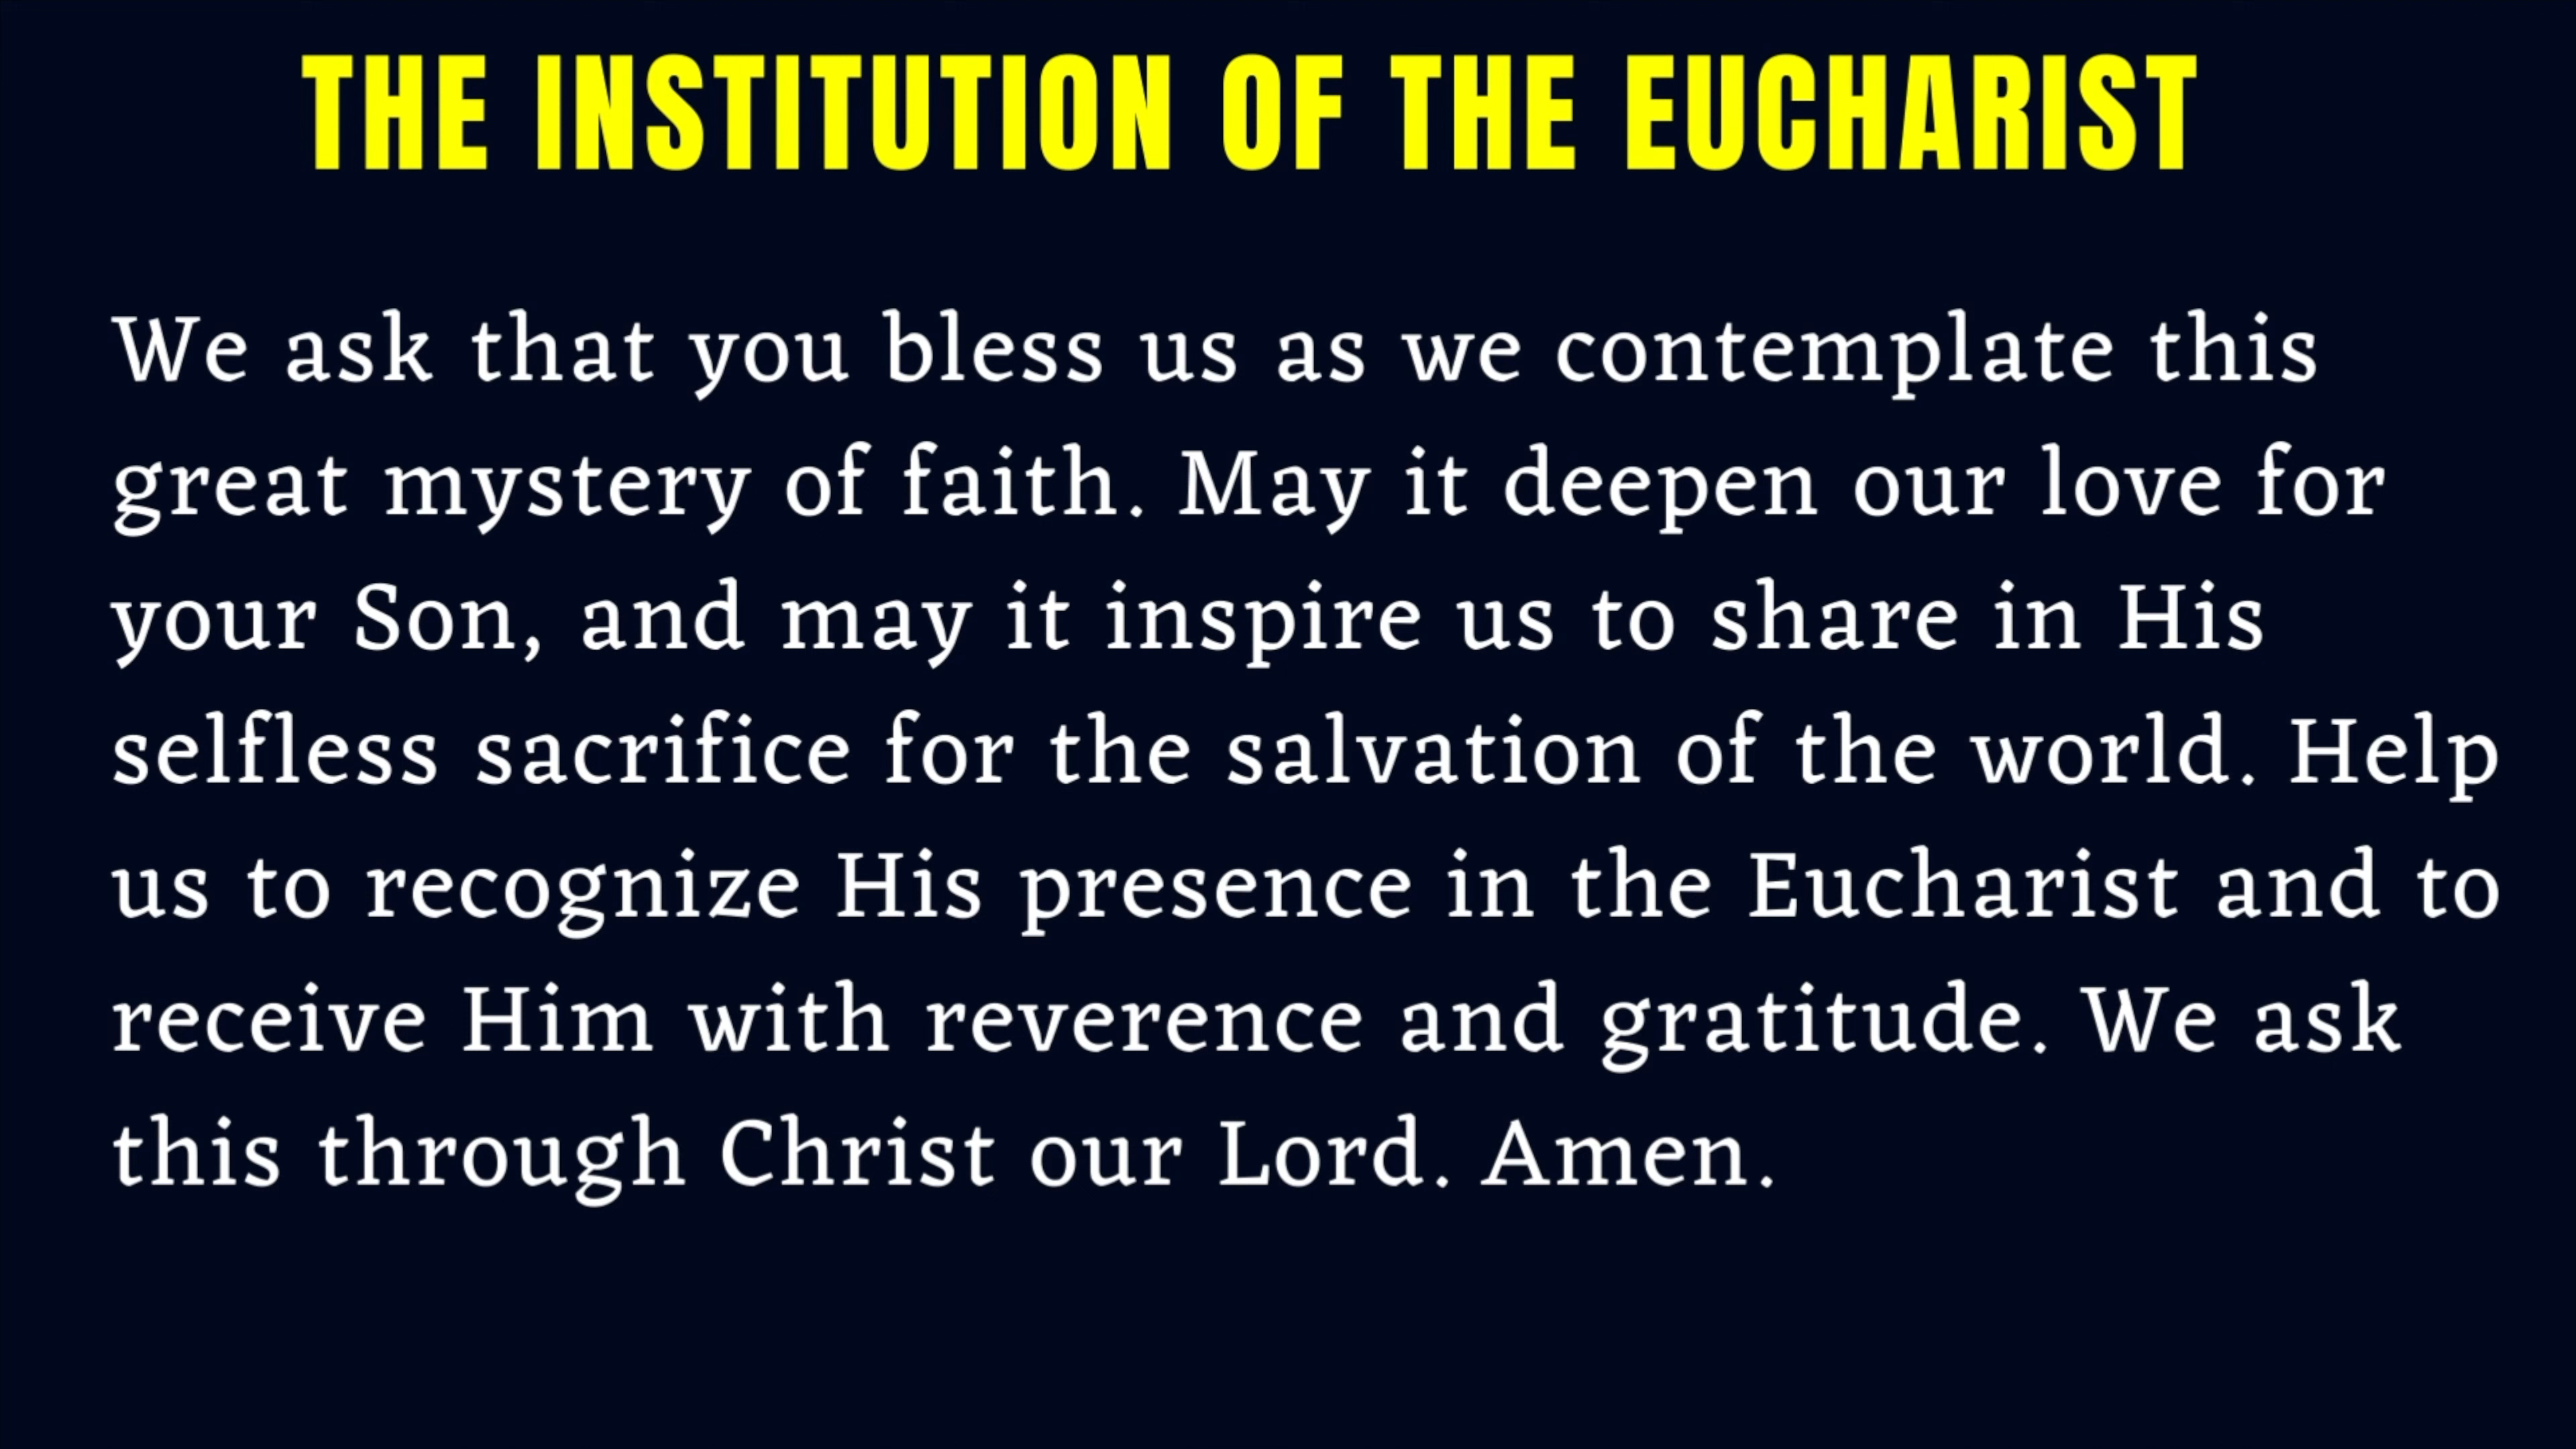 THE INSTITUTION OF THE EUCHARIST
We ask that you bless us as we contemplate this
great mystery of faith. May it deepen our love for
your Son, and may it inspire us to share in His
selfless sacrifice for the salvation of the world. Help
us to recognize His presence in the Eucharist and to
receive Him with reverence and gratitude. We ask
this through Christ our Lord. Amen.